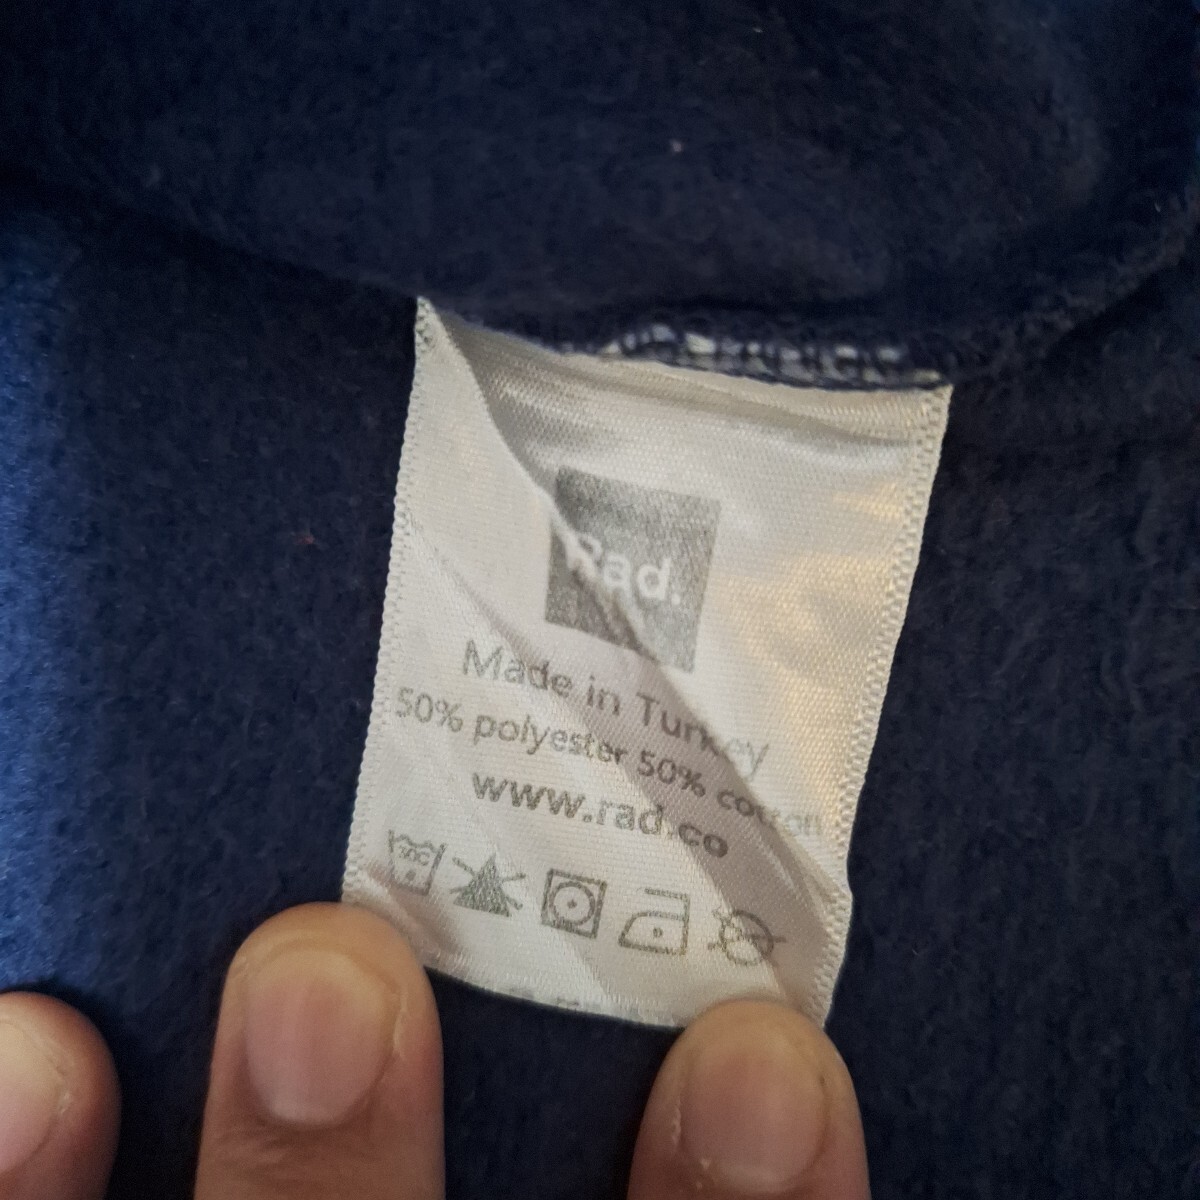 Rad.
Made in Turkey
50% polyester 50% cotton
www.rad.co